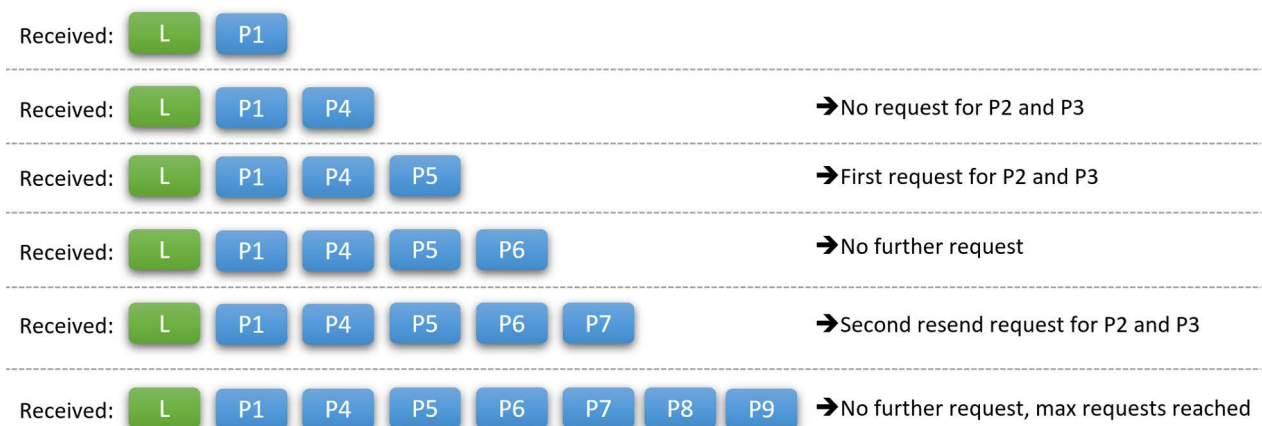 Received: L P1
Received: L P1 P4 ➔No request for P2 and P3
Received: L P1 P4 P5 ➔First request for P2 and P3
Received: L P1 P4 P5 P6 ➔No further request
Received: L P1 P4 P5 P6 P7 ➔Second resend request for P2 and P3
Received: L P1 P4 P5 P6 P7 P8 P9 ➔No further request, max requests reached